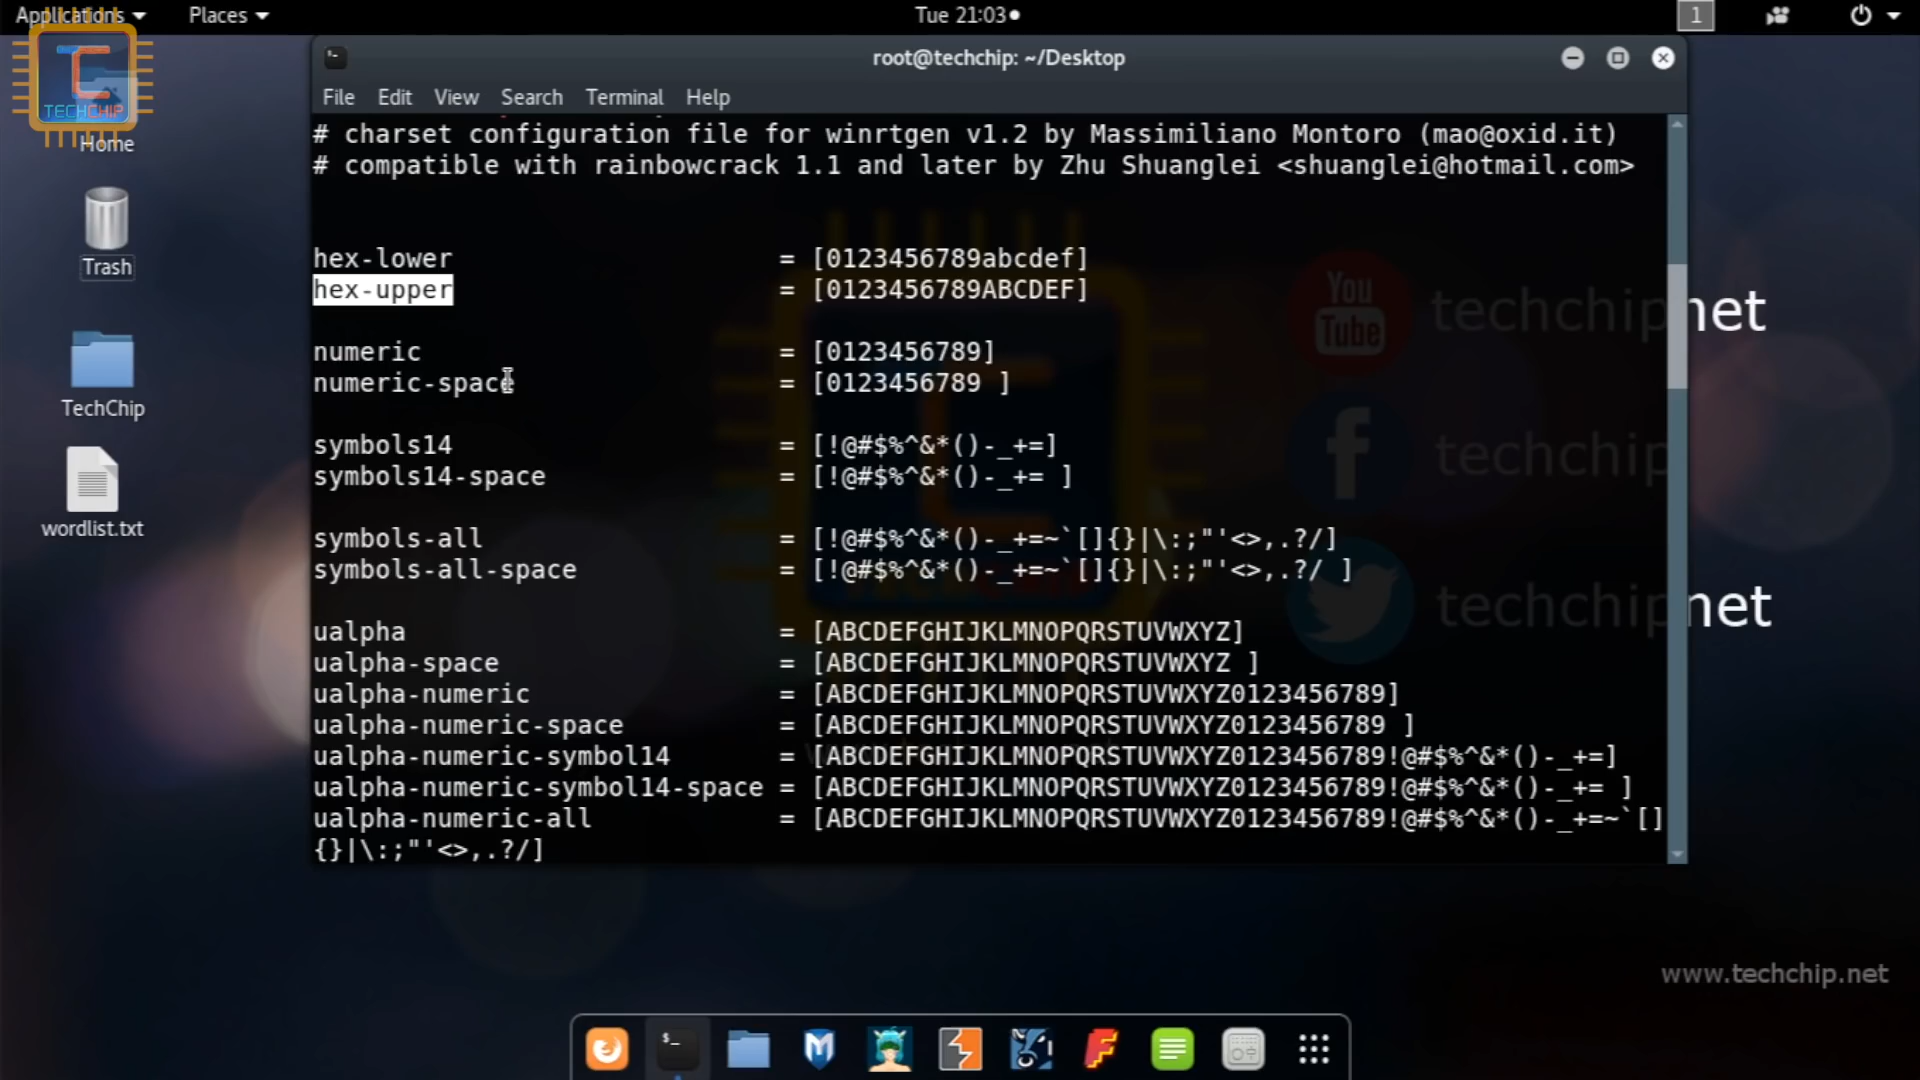 Applications
Places
Tue 21:03
1
TECHCHIP
Home
Trash
TechChip
wordlist.txt
root@techchip: ~/Desktop
File Edit View Search Terminal Help
# charset configuration file for winrtgen v1.2 by Massimiliano Montoro (mao@oxid.it)
# compatible with rainbowcrack 1.1 and later by Zhu Shuanglei <shuanglei@hotmail.com>
hex-lower = [0123456789abcdef]
hex-upper = [0123456789ABCDEF]
numeric = [0123456789]
numeric-space = [0123456789 ]
symbols14 = [!@#$%^&*()-_+=]
symbols14-space = [!@#$%^&*()-_+= ]
symbols-all = [!@#$%^&*()-_+=~`[]{}|\:;"'<>,.?/]
symbols-all-space = [!@#$%^&*()-_+=~`[]{}|\:;"'<>,.?/ ]
ualpha = [ABCDEFGHIJKLMNOPQRSTUVWXYZ]
ualpha-space = [ABCDEFGHIJKLMNOPQRSTUVWXYZ ]
ualpha-numeric = [ABCDEFGHIJKLMNOPQRSTUVWXYZ0123456789]
ualpha-numeric-space = [ABCDEFGHIJKLMNOPQRSTUVWXYZ0123456789 ]
ualpha-numeric-symbol14 = [ABCDEFGHIJKLMNOPQRSTUVWXYZ0123456789!@#$%^&*()-_+=]
ualpha-numeric-symbol14-space = [ABCDEFGHIJKLMNOPQRSTUVWXYZ0123456789!@#$%^&*()-_+= ]
ualpha-numeric-all = [ABCDEFGHIJKLMNOPQRSTUVWXYZ0123456789!@#$%^&*()-_+=~`[]
{}|\:;"'<>,.?/]
You
Tube
techchipnet
techchip
techchipnet
www.techchip.net